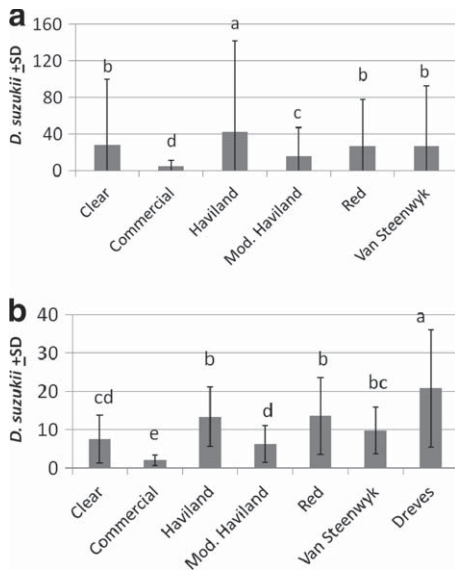 a
D. suzukii ±SD
160
120
80
40
0
b
d
a
c
b
b
Clear
Commercial
Haviland
Mod. Haviland
Red
Van Steenwyk
b
D. suzukii ±SD
40
30
20
10
0
cd
e
b
d
b
bc
a
Clear
Commercial
Haviland
Mod. Haviland
Red
Van Steenwyk
Dreves